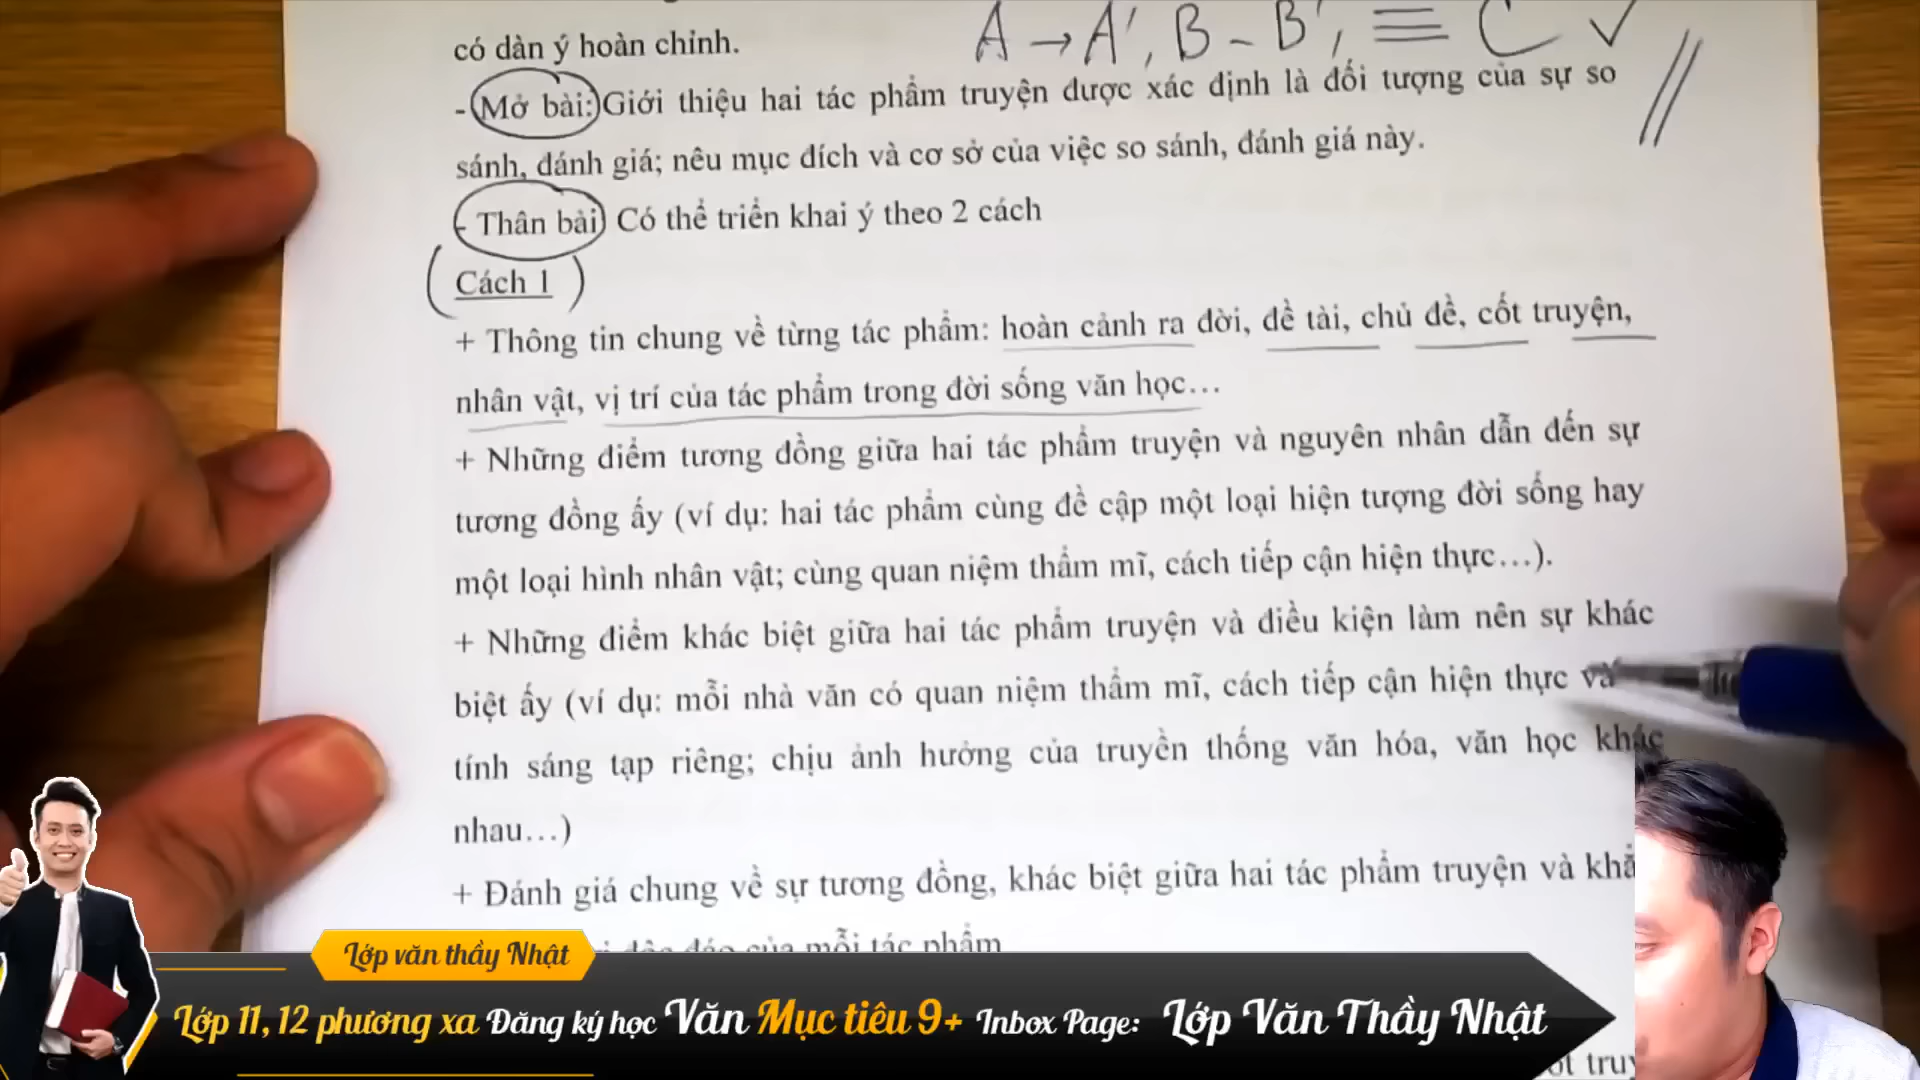 có dàn ý hoàn chỉnh.
A → A', B - B', ≡ C ✓
- Mở bài: Giới thiệu hai tác phẩm truyện được xác định là đối tượng của sự so
sánh, đánh giá; nêu mục đích và cơ sở của việc so sánh, đánh giá này.
- Thân bài Có thể triển khai ý theo 2 cách
( Cách 1 )
+ Thông tin chung về từng tác phẩm: hoàn cảnh ra đời, đề tài, chủ đề, cốt truyện,
nhân vật, vị trí của tác phẩm trong đời sống văn học...
+ Những điểm tương đồng giữa hai tác phẩm truyện và nguyên nhân dẫn đến sự
tương đồng ấy (ví dụ: hai tác phẩm cùng đề cập một loại hiện tượng đời sống hay
một loại hình nhân vật; cùng quan niệm thẩm mĩ, cách tiếp cận hiện thực...).
+ Những điểm khác biệt giữa hai tác phẩm truyện và điều kiện làm nên sự khác
biệt ấy (ví dụ: mỗi nhà văn có quan niệm thẩm mĩ, cách tiếp cận hiện thực và
tính sáng tạp riêng; chịu ảnh hưởng của truyền thống văn hóa, văn học khác
nhau...)
+ Đánh giá chung về sự tương đồng, khác biệt giữa hai tác phẩm truyện và
của mỗi tác phẩm
Lớp văn thầy Nhật
Lớp 11, 12 phương xa Đăng ký học Văn Mục tiêu 9+ Inbox Page: Lớp Văn Thầy Nhật